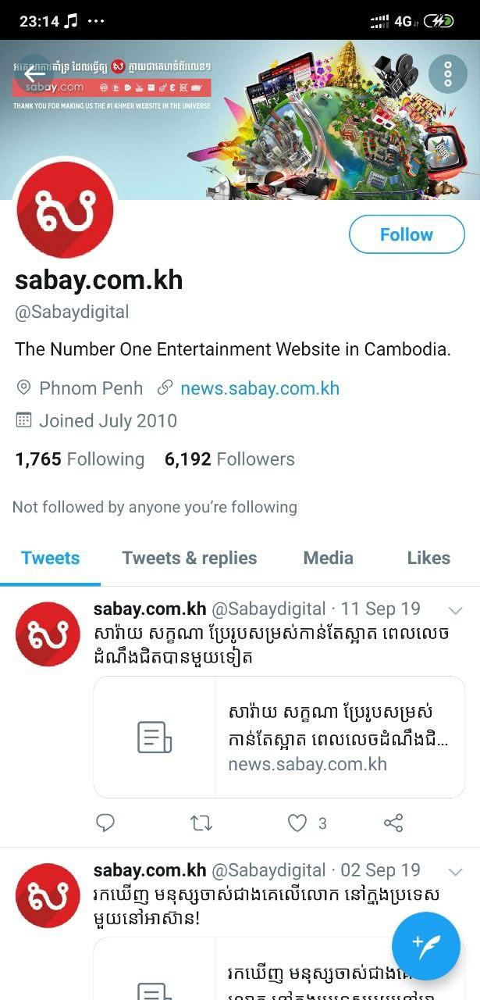 23:14
4G
អរគុណការគាំទ្រ ដែលធ្វើឲ្យ ក្លាយជាគេហទំព័រលេខ១
sabay.com
THANK YOU FOR MAKING US THE #1 KHMER WEBSITE IN THE UNIVERSE
Follow
sabay.com.kh
@Sabaydigital
The Number One Entertainment Website in Cambodia.
Phnom Penh news.sabay.com.kh
Joined July 2010
1,765 Following 6,192 Followers
Not followed by anyone you’re following
Tweets Tweets & replies Media Likes
sabay.com.kh @Sabaydigital · 11 Sep 19
សារ៉ាយ សក្ខណា ប្រែរូបសម្រស់កាន់តែស្អាត ពេលលេច
ដំណឹងជិតបានមួយទៀត
សារ៉ាយ សក្ខណា ប្រែរូបសម្រស់
កាន់តែស្អាត ពេលលេចដំណឹងជិ...
news.sabay.com.kh
3
sabay.com.kh @Sabaydigital · 02 Sep 19
រកឃើញ មនុស្សចាស់ជាងគេលើលោក នៅក្នុងប្រទេស
មួយនៅអាស៊ាន!
រកឃើញ មនុស្សចាស់ជាងគេ